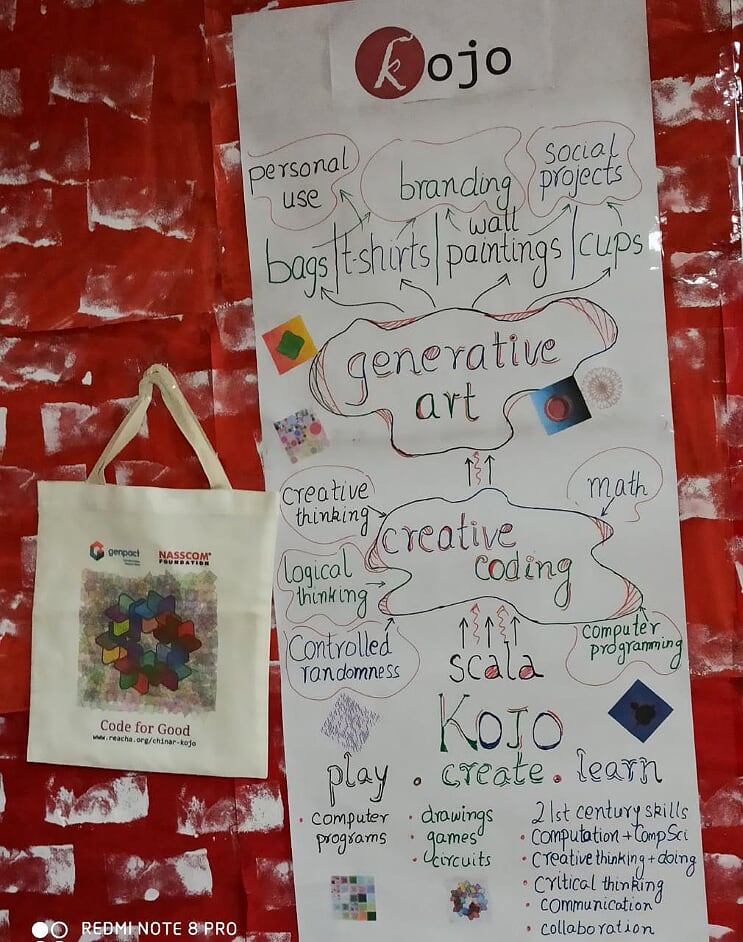 kojo
personal
use
branding
social
projects
bags
t-shirts
wall
paintings
cups
generative
art
creative
thinking
math
creative
coding
logical
thinking
Controlled
randomness
computer
programming
scala
Kojo
play . create . learn
• computer
programs
• drawings
• games
• circuits
21st century skills
• computation + CompSci
• creative thinking + doing
• critical thinking
• communication
• collaboration
genpact
NASSCOM
FOUNDATION
Code for Good
www.reacha.org/chinar-kojo
REDMI NOTE 8 PRO